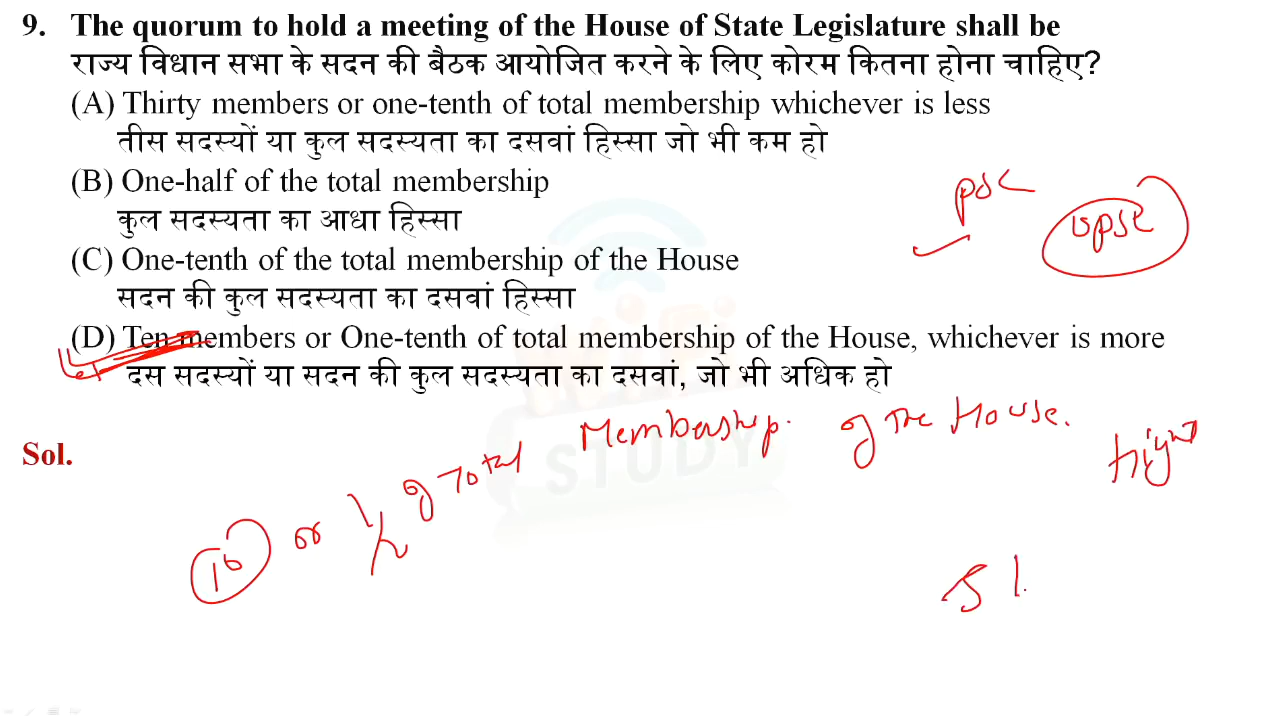 9. The quorum to hold a meeting of the House of State Legislature shall be
राज्य विधान सभा के सदन की बैठक आयोजित करने के लिए कोरम कितना होना चाहिए?
(A) Thirty members or one-tenth of total membership whichever is less
तीस सदस्यों या कुल सदस्यता का दसवां हिस्सा जो भी कम हो
(B) One-half of the total membership
कुल सदस्यता का आधा हिस्सा
psc
upsc
(C) One-tenth of the total membership of the House
सदन की कुल सदस्यता का दसवां हिस्सा
(D) Ten members or One-tenth of total membership of the House, whichever is more
दस सदस्यों या सदन की कुल सदस्यता का दसवां, जो भी अधिक हो
Sol.
10 or of Total Membership of the House.
STUDY